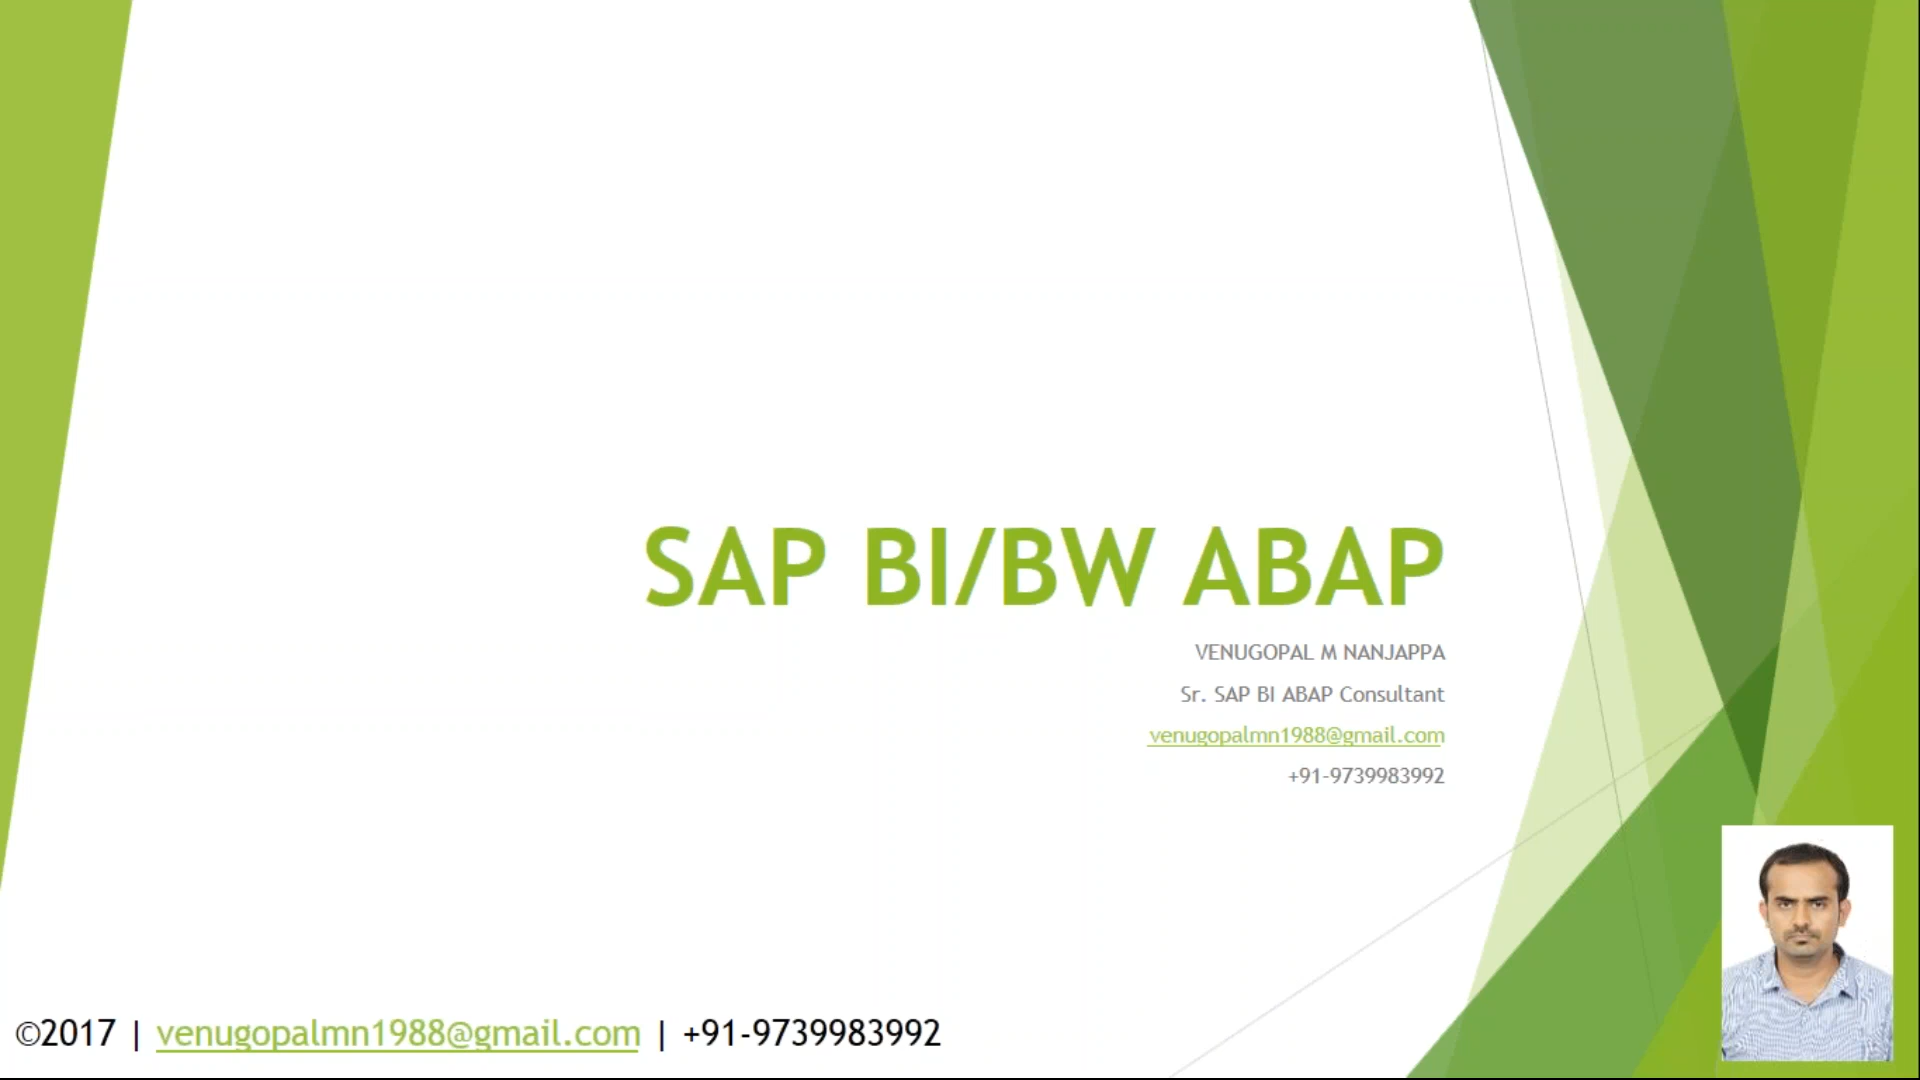 SAP BI/BW ABAP
VENUGOPAL M NANJAPPA
Sr. SAP BI ABAP Consultant
venugopalmn1988@gmail.com
+91-9739983992
©2017 | venugopalmn1988@gmail.com | +91-9739983992